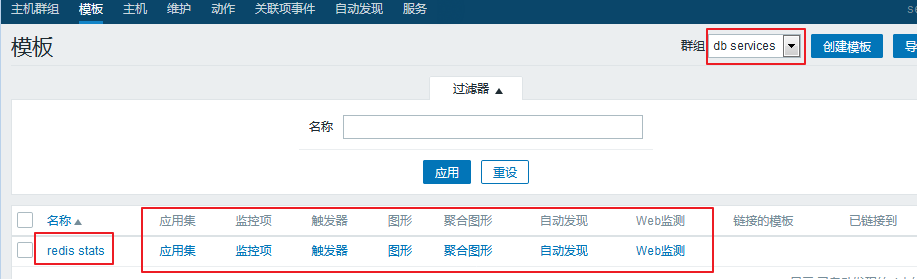 主机群组 模板 主机 维护 动作 关联项事件 自动发现 服务
模板 群组 db services 创建模板
过滤器
名称
应用 重设
名称 应用集 监控项 触发器 图形 聚合图形 自动发现 Web监测 链接的模板 已链接到
redis stats 应用集 监控项 触发器 图形 聚合图形 自动发现 Web监测